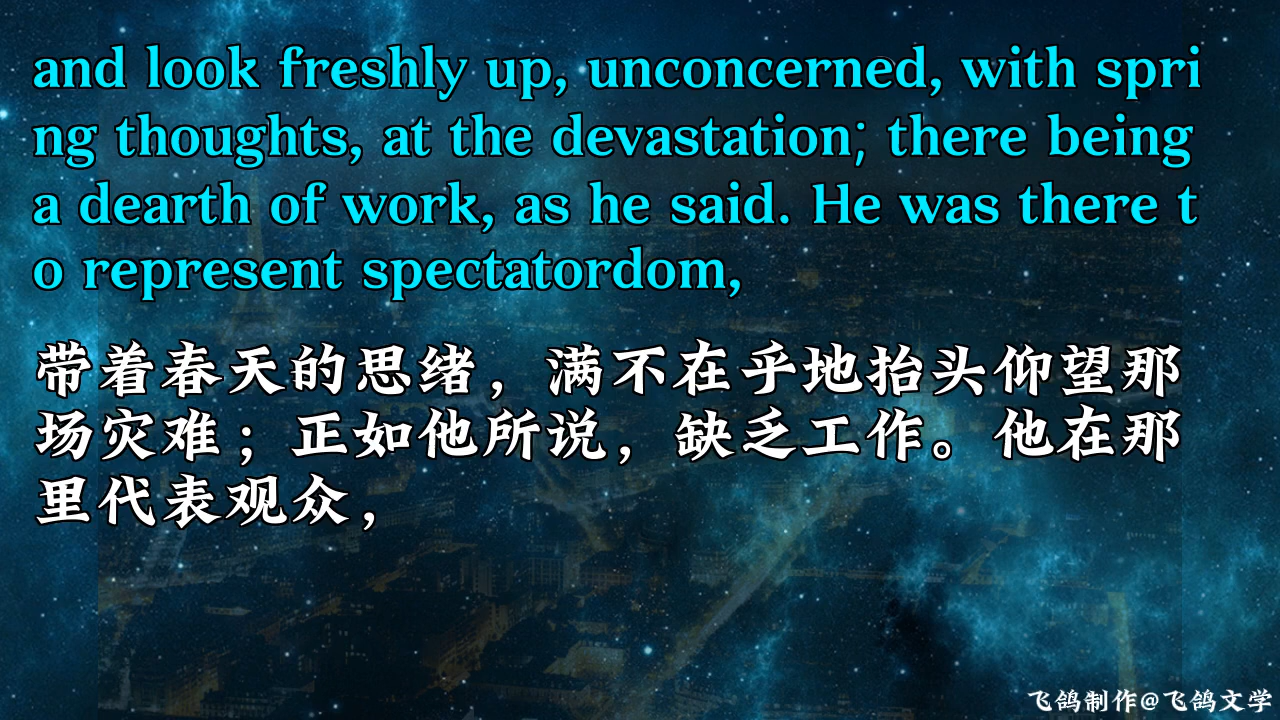 and look freshly up, unconcerned, with spri
ng thoughts, at the devastation; there being
a dearth of work, as he said. He was there t
o represent spectatordom,
带着春天的思绪，满不在乎地抬头仰望那
场灾难；正如他所说，缺乏工作。他在那
里代表观众，
飞鸽制作@飞鸽文学